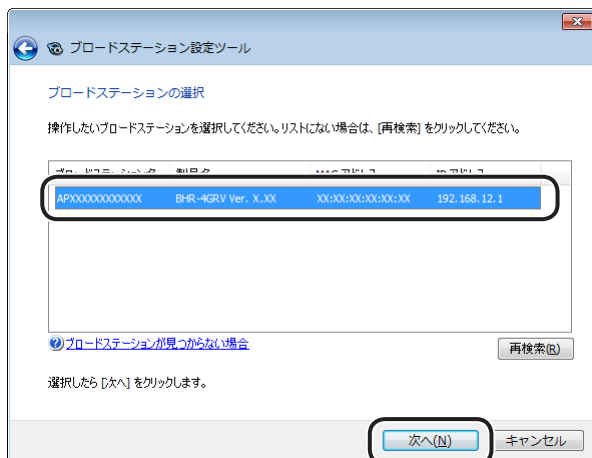 ブロードステーション設定ツール
ブロードステーションの選択
操作したいブロードステーションを選択してください。リストにない場合は、[再検索]をクリックしてください。
APXXXXXXXXXXXX BHR-4GRV Ver. X.XX XX:XX:XX:XX:XX:XX 192.168.12.1
ブロードステーションが見つからない場合
再検索(R)
選択したら [次へ] をクリックします。
次へ(N) キャンセル